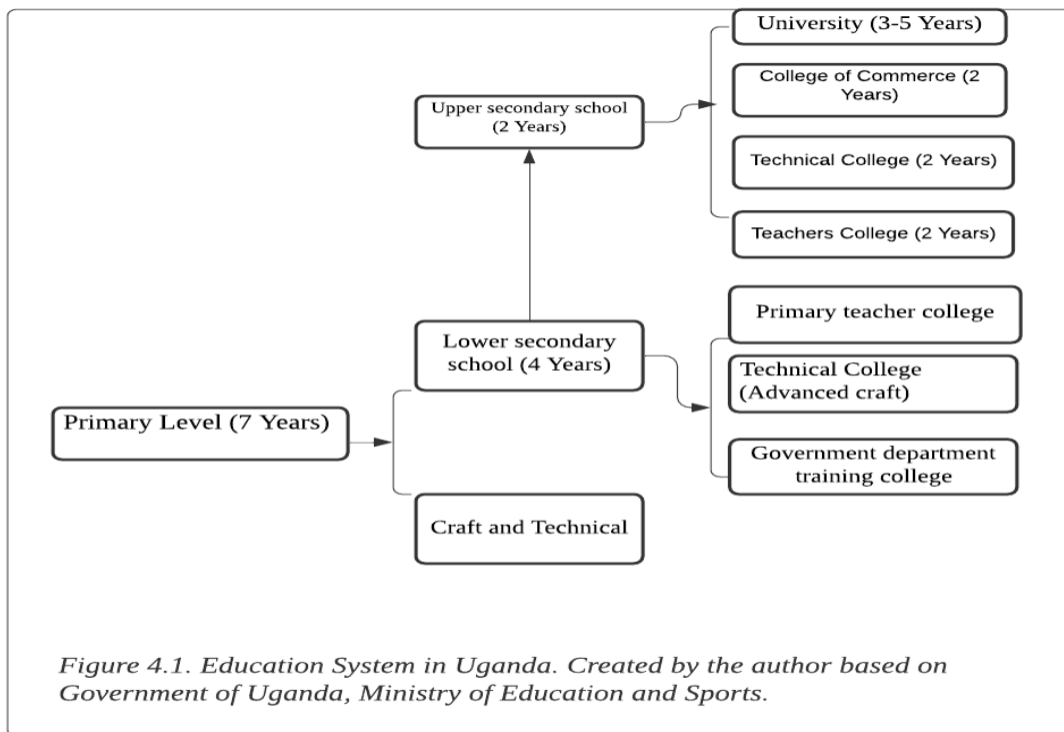 University (3-5 Years)
College of Commerce (2
Years)
Upper secondary school
(2 Years)
Technical College (2 Years)
Teachers College (2 Years)
Primary teacher college
Lower secondary
school (4 Years)
Technical College
(Advanced craft)
Primary Level (7 Years)
Government department
training college
Craft and Technical
Figure 4.1. Education System in Uganda. Created by the author based on
Government of Uganda, Ministry of Education and Sports.